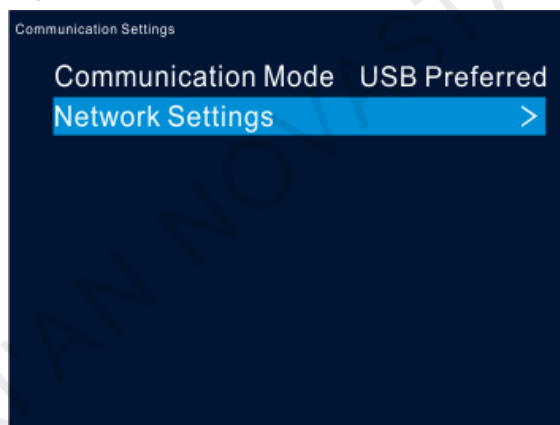 Communication Settings
Communication Mode USB Preferred
Network Settings >